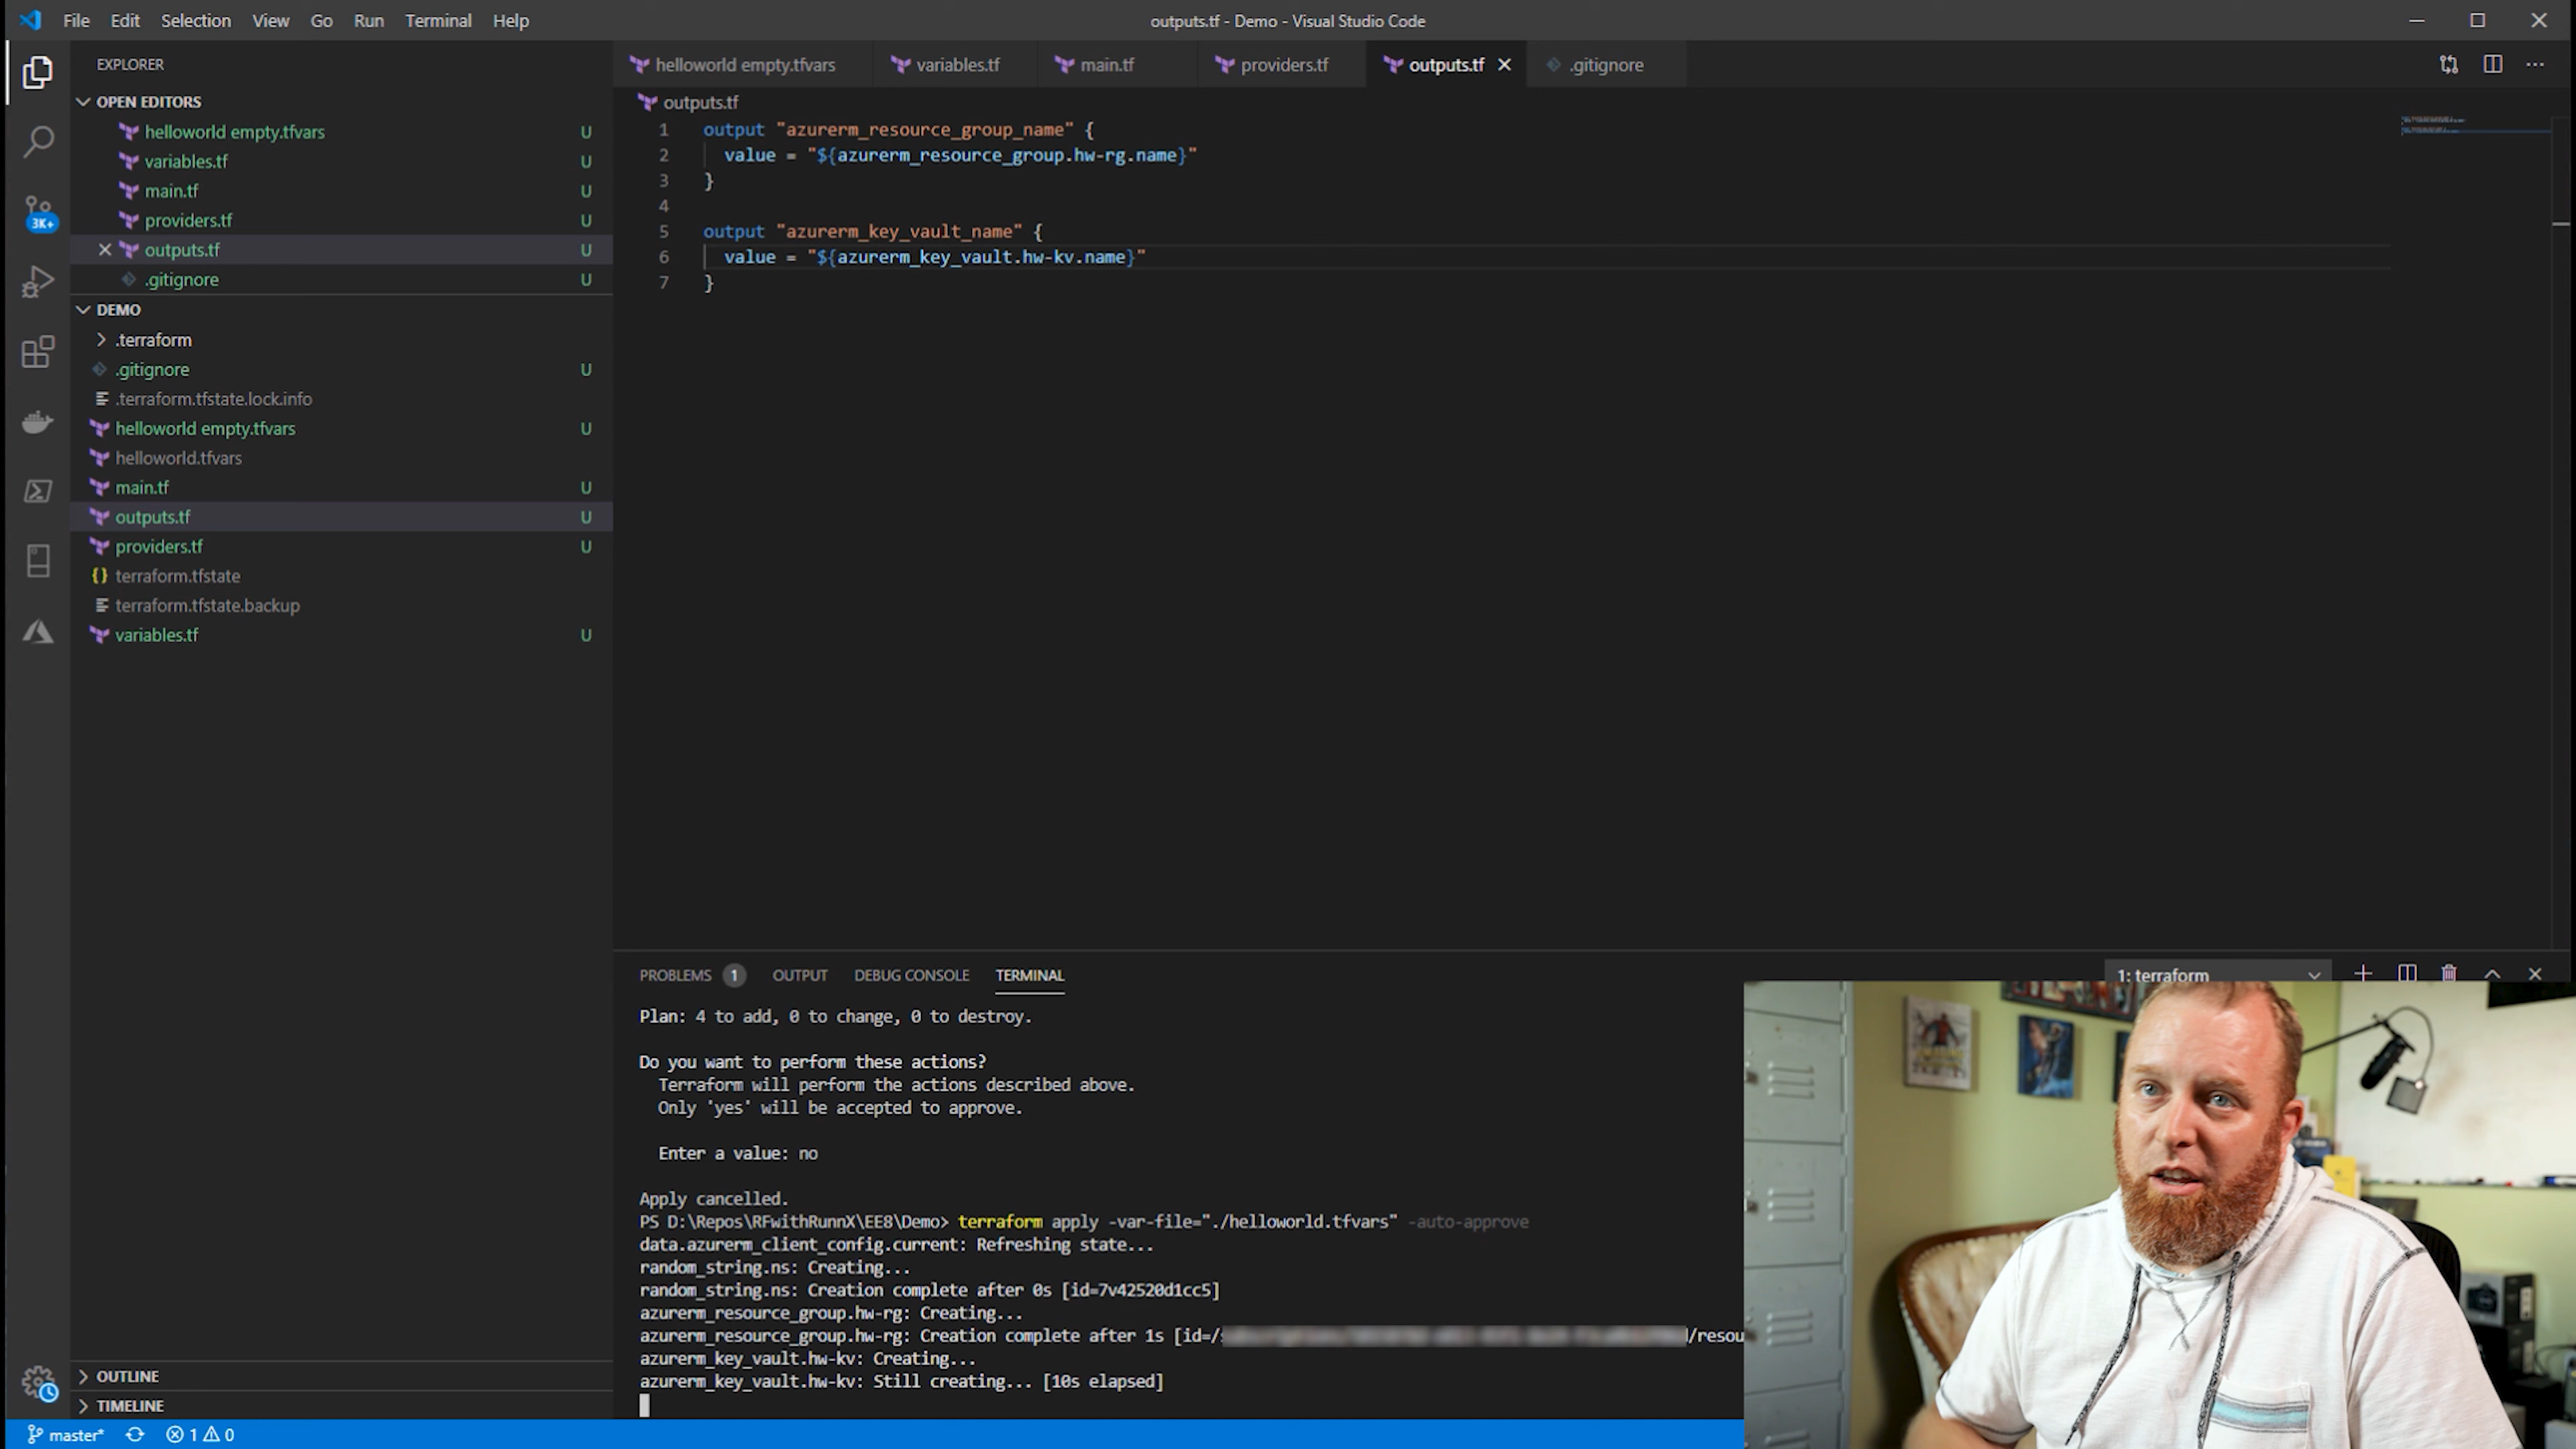 File Edit Selection View Go Run Terminal Help
outputs.tf - Demo - Visual Studio Code
EXPLORER
OPEN EDITORS
helloworld empty.tfvars U
variables.tf U
main.tf U
providers.tf U
outputs.tf U
.gitignore U
3K+
DEMO
.terraform
.gitignore U
.terraform.tfstate.lock.info
helloworld empty.tfvars U
helloworld.tfvars
main.tf U
outputs.tf U
providers.tf U
{} terraform.tfstate
terraform.tfstate.backup
variables.tf U
OUTLINE
TIMELINE
helloworld empty.tfvars variables.tf main.tf providers.tf outputs.tf .gitignore
outputs.tf
1 output "azurerm_resource_group_name" {
2 value = "${azurerm_resource_group.hw-rg.name}"
3 }
4
5 output "azurerm_key_vault_name" {
6 value = "${azurerm_key_vault.hw-kv.name}"
7 }
PROBLEMS 1 OUTPUT DEBUG CONSOLE TERMINAL
1: terraform
Plan: 4 to add, 0 to change, 0 to destroy.
Do you want to perform these actions?
Terraform will perform the actions described above.
Only 'yes' will be accepted to approve.
Enter a value: no
Apply cancelled.
PS D:\Repos\RFwithRunnX\EE8\Demo> terraform apply -var-file="./helloworld.tfvars" -auto-approve
data.azurerm_client_config.current: Refreshing state...
random_string.ns: Creating...
random_string.ns: Creation complete after 0s [id=7v42520d1cc5]
azurerm_resource_group.hw-rg: Creating...
azurerm_resource_group.hw-rg: Creation complete after 1s [id=/ /resou
azurerm_key_vault.hw-kv: Creating...
azurerm_key_vault.hw-kv: Still creating... [10s elapsed]
master* 1 0